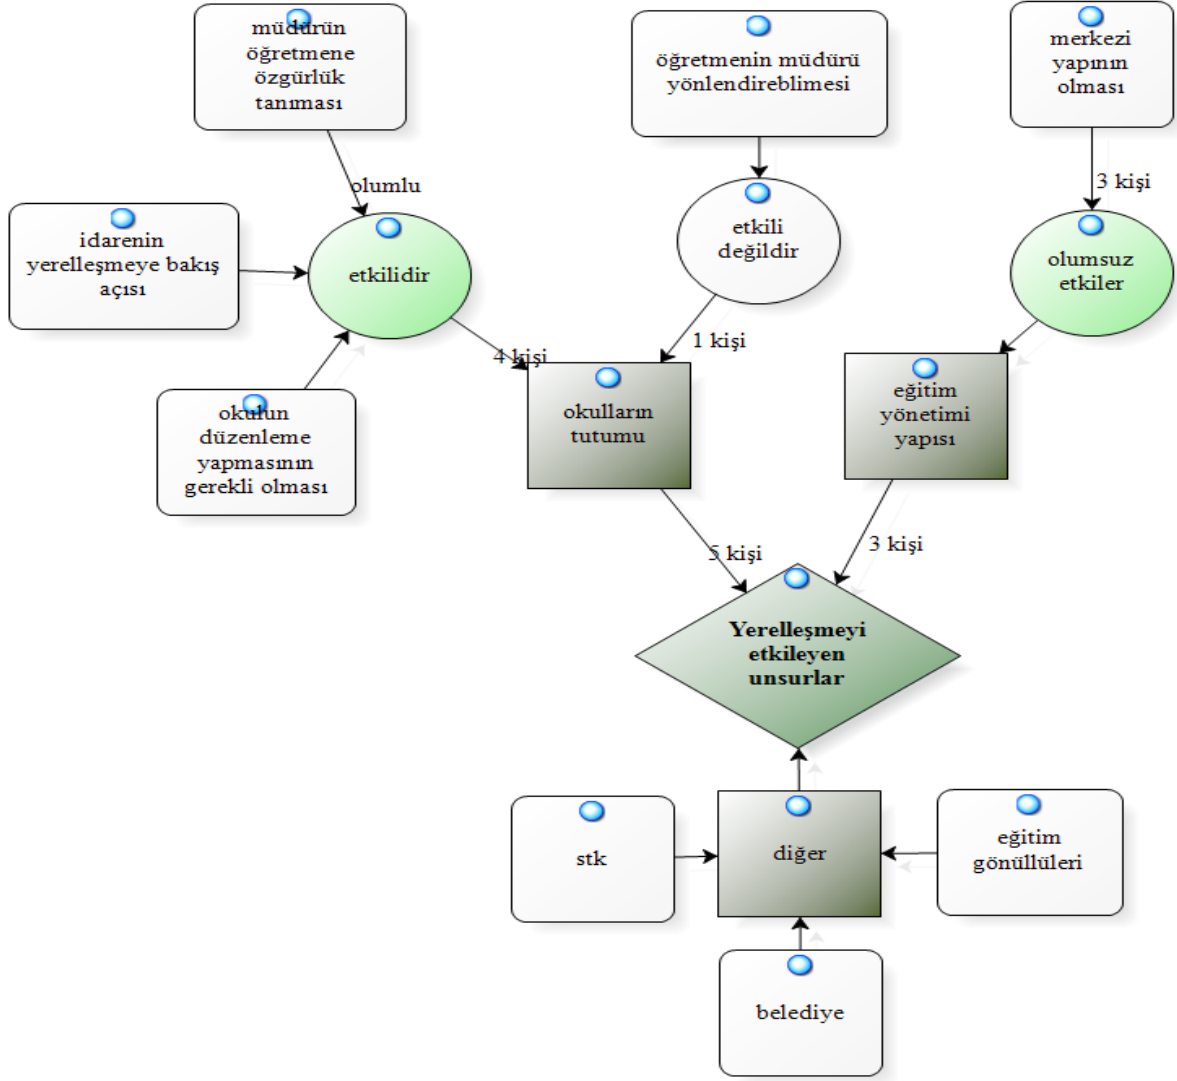 müdürün
öğretmene
özgürlük
tanıması
öğretmenin müdürü
yönlendireblimesi
merkezi
yapının
olması
olumlu
3 kişi
idarenin
yerelleşmeye bakış
açısı
etkilidir
etkili
değildir
olumsuz
etkiler
4 kişi
1 kişi
okulun
düzenleme
yapmasının
gerekli olması
okulların
tutumu
eğitim
yönetimi
yapısı
5 kişi
3 kişi
Yerelleşmeyi
etkileyen
unsurlar
stk
diğer
eğitim
gönüllüleri
belediye